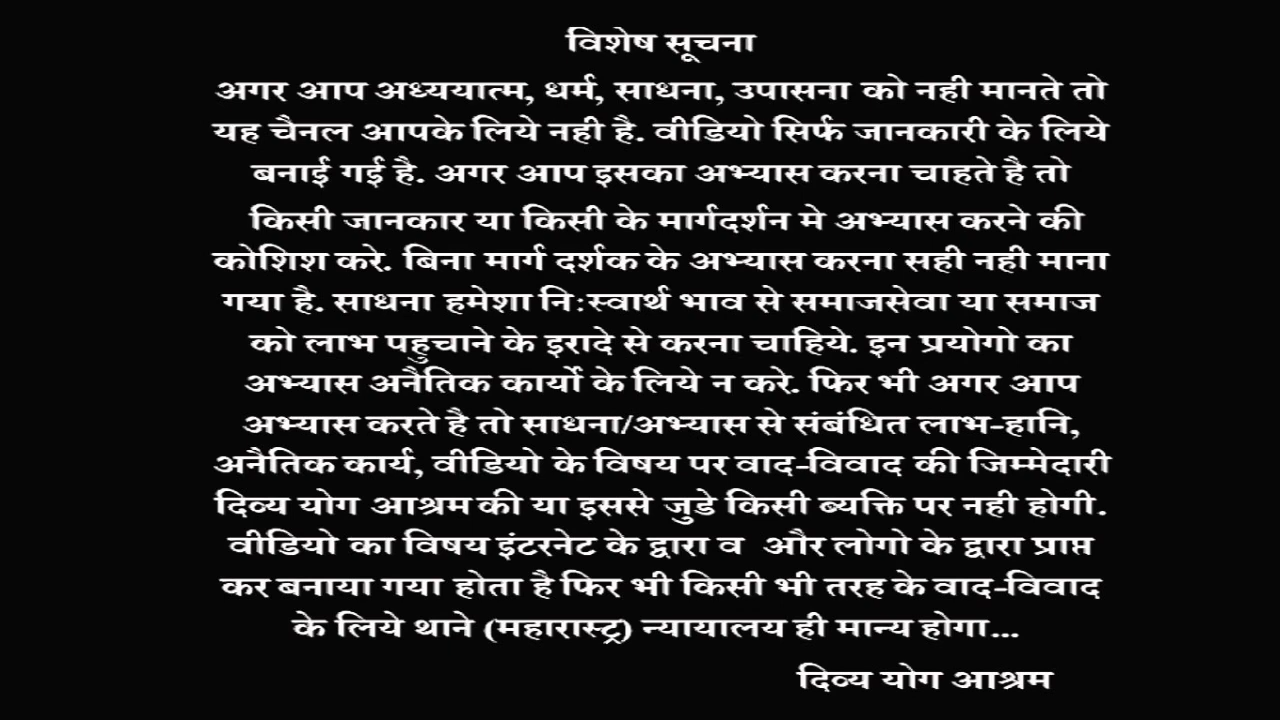 विशेष सूचना
अगर आप अध्ययात्म, धर्म, साधना, उपासना को नही मानते तो
यह चैनल आपके लिये नही है. वीडियो सिर्फ जानकारी के लिये
बनाई गई है. अगर आप इसका अभ्यास करना चाहते है तो
किसी जानकार या किसी के मार्गदर्शन मे अभ्यास करने की
कोशिश करे. बिना मार्ग दर्शक के अभ्यास करना सही नही माना
गया है. साधना हमेशा नि:स्वार्थ भाव से समाजसेवा या समाज
को लाभ पहुचाने के इरादे से करना चाहिये. इन प्रयोगो का
अभ्यास अनैतिक कार्यो के लिये न करे. फिर भी अगर आप
अभ्यास करते है तो साधना/अभ्यास से संबंधित लाभ-हानि,
अनैतिक कार्य, वीडियो के विषय पर वाद-विवाद की जिम्मेदारी
दिव्य योग आश्रम की या इससे जुडे किसी ब्यक्ति पर नही होगी.
वीडियो का विषय इंटरनेट के द्वारा व और लोगो के द्वारा प्राप्त
कर बनाया गया होता है फिर भी किसी भी तरह के वाद-विवाद
के लिये थाने (महारास्ट्र) न्यायालय ही मान्य होगा...
दिव्य योग आश्रम